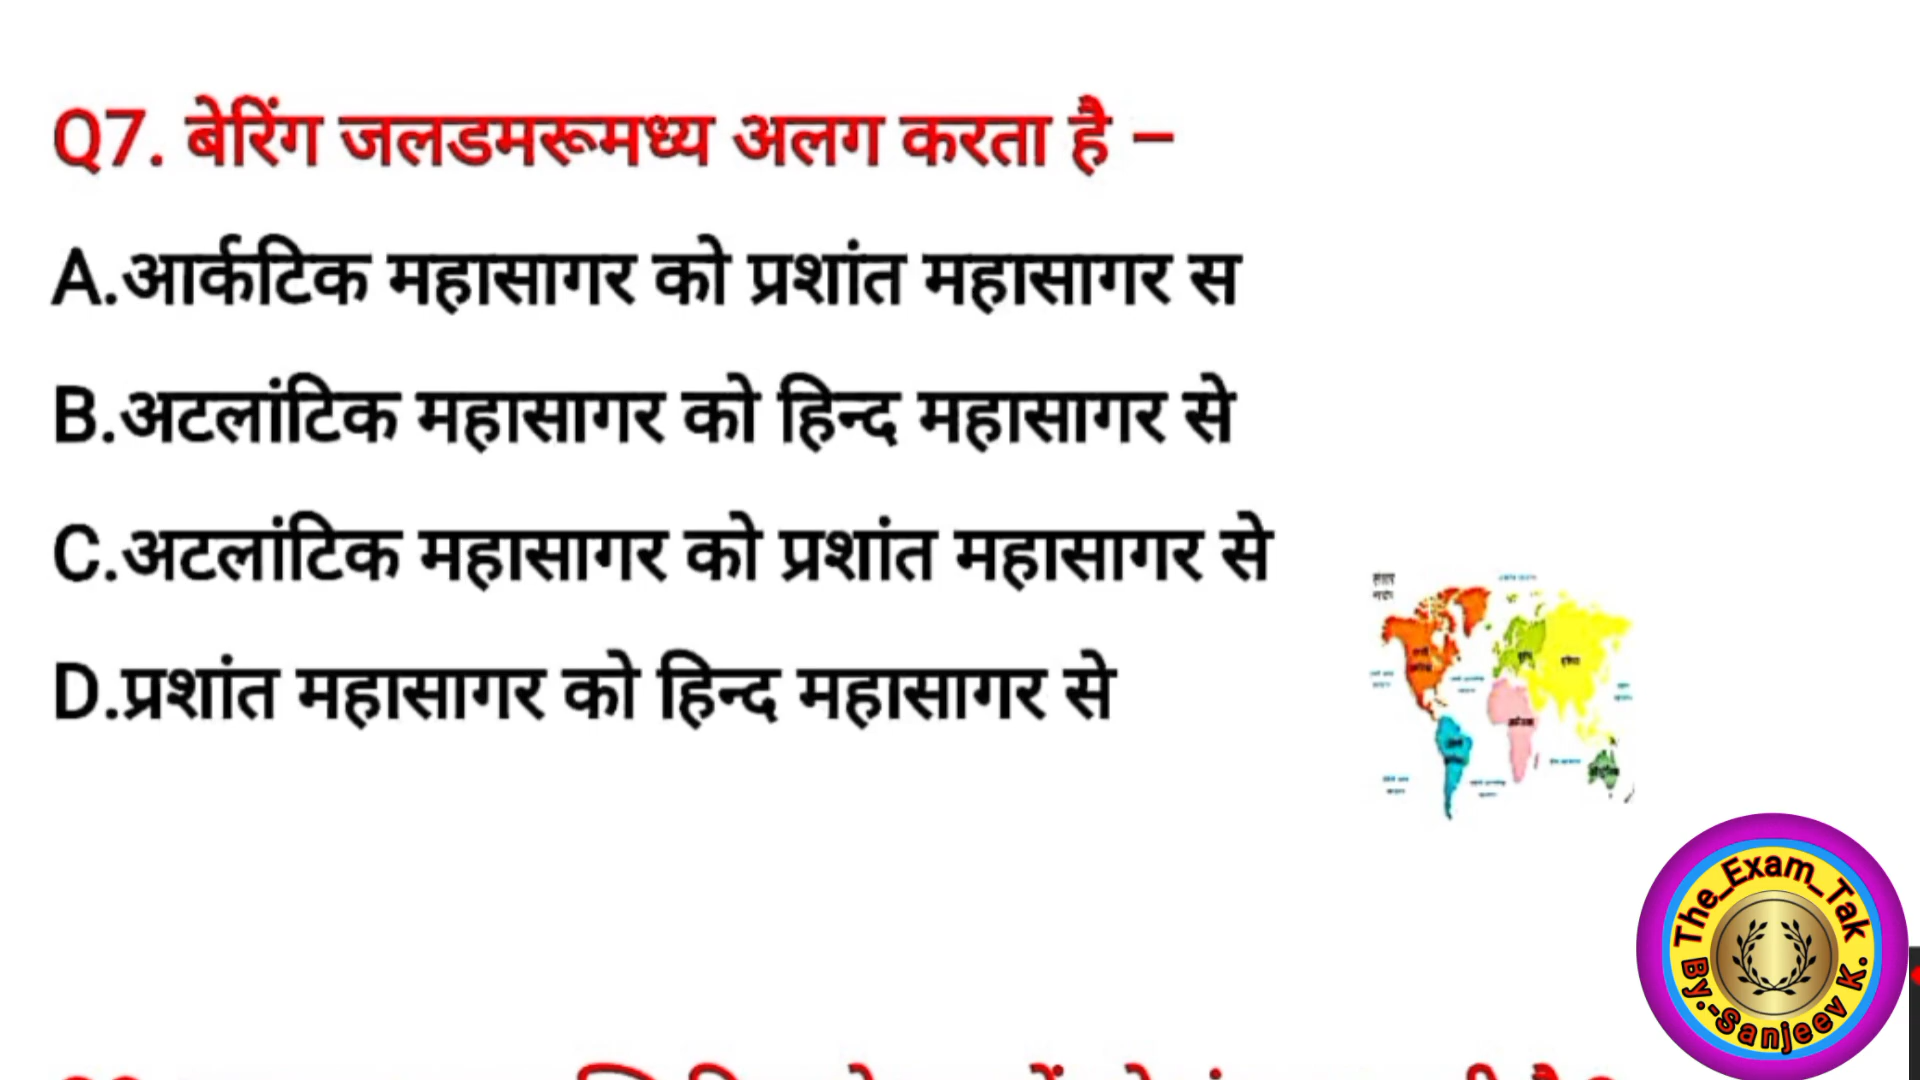 Q7. बेरिंग जलडमरूमध्य अलग करता है –
A.आर्कटिक महासागर को प्रशांत महासागर स
B.अटलांटिक महासागर को हिन्द महासागर से
C.अटलांटिक महासागर को प्रशांत महासागर से
D.प्रशांत महासागर को हिन्द महासागर से
The_Exam_Tak
By.-Sanjeev K.